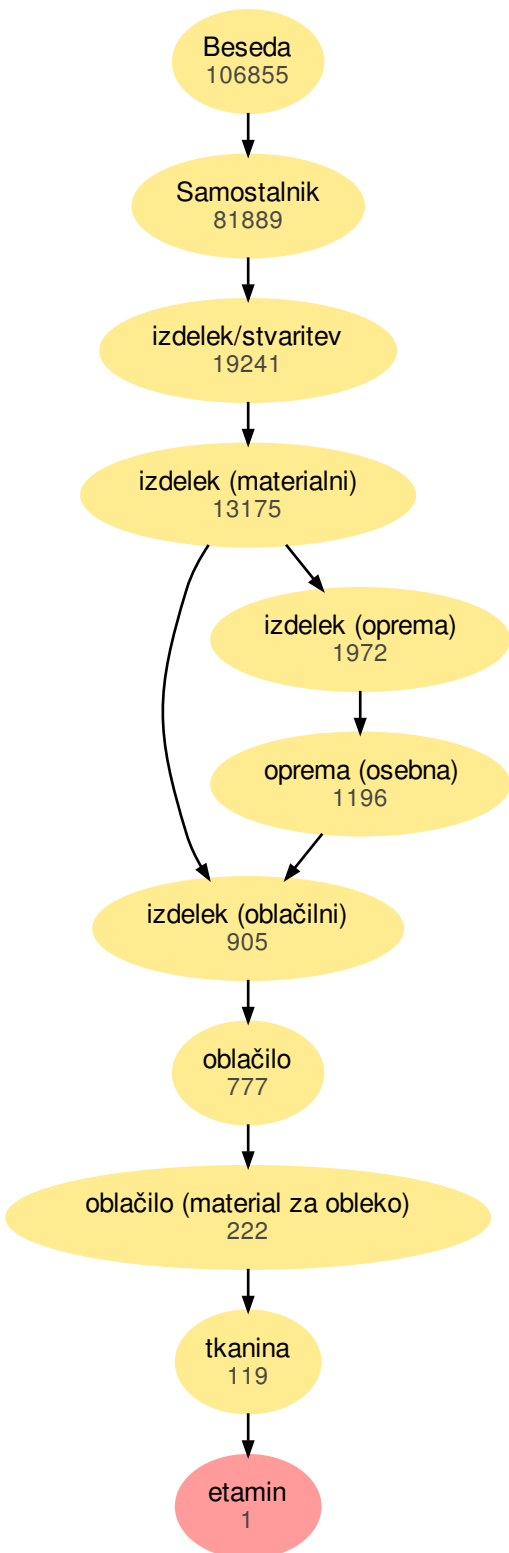 Beseda
106855
Samostalnik
81889
izdelek/stvaritev
19241
izdelek (materialni)
13175
izdelek (oprema)
1972
oprema (osebna)
1196
izdelek (oblačilni)
905
oblačilo
777
oblačilo (material za obleko)
222
tkanina
119
etamin
1